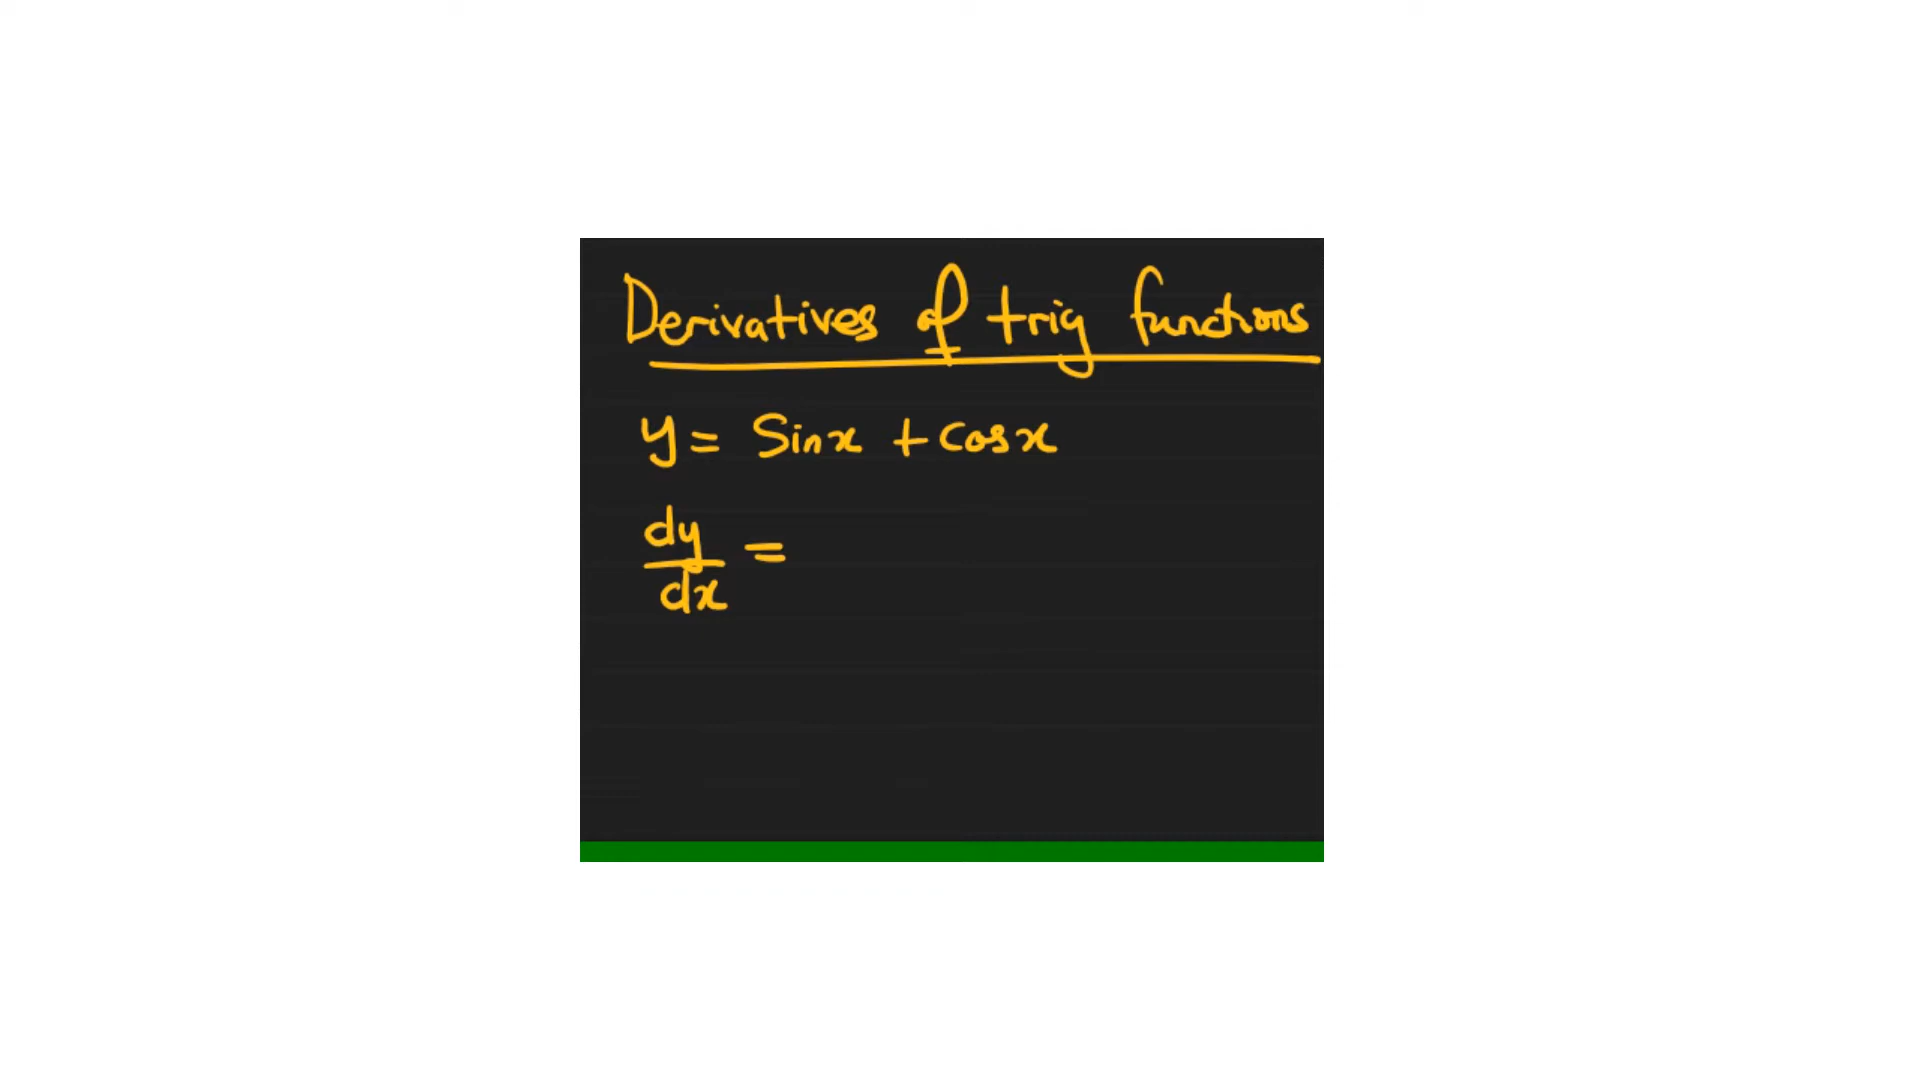 Derivatives of trig functions
y = Sinx + Cosx
dy/dx =